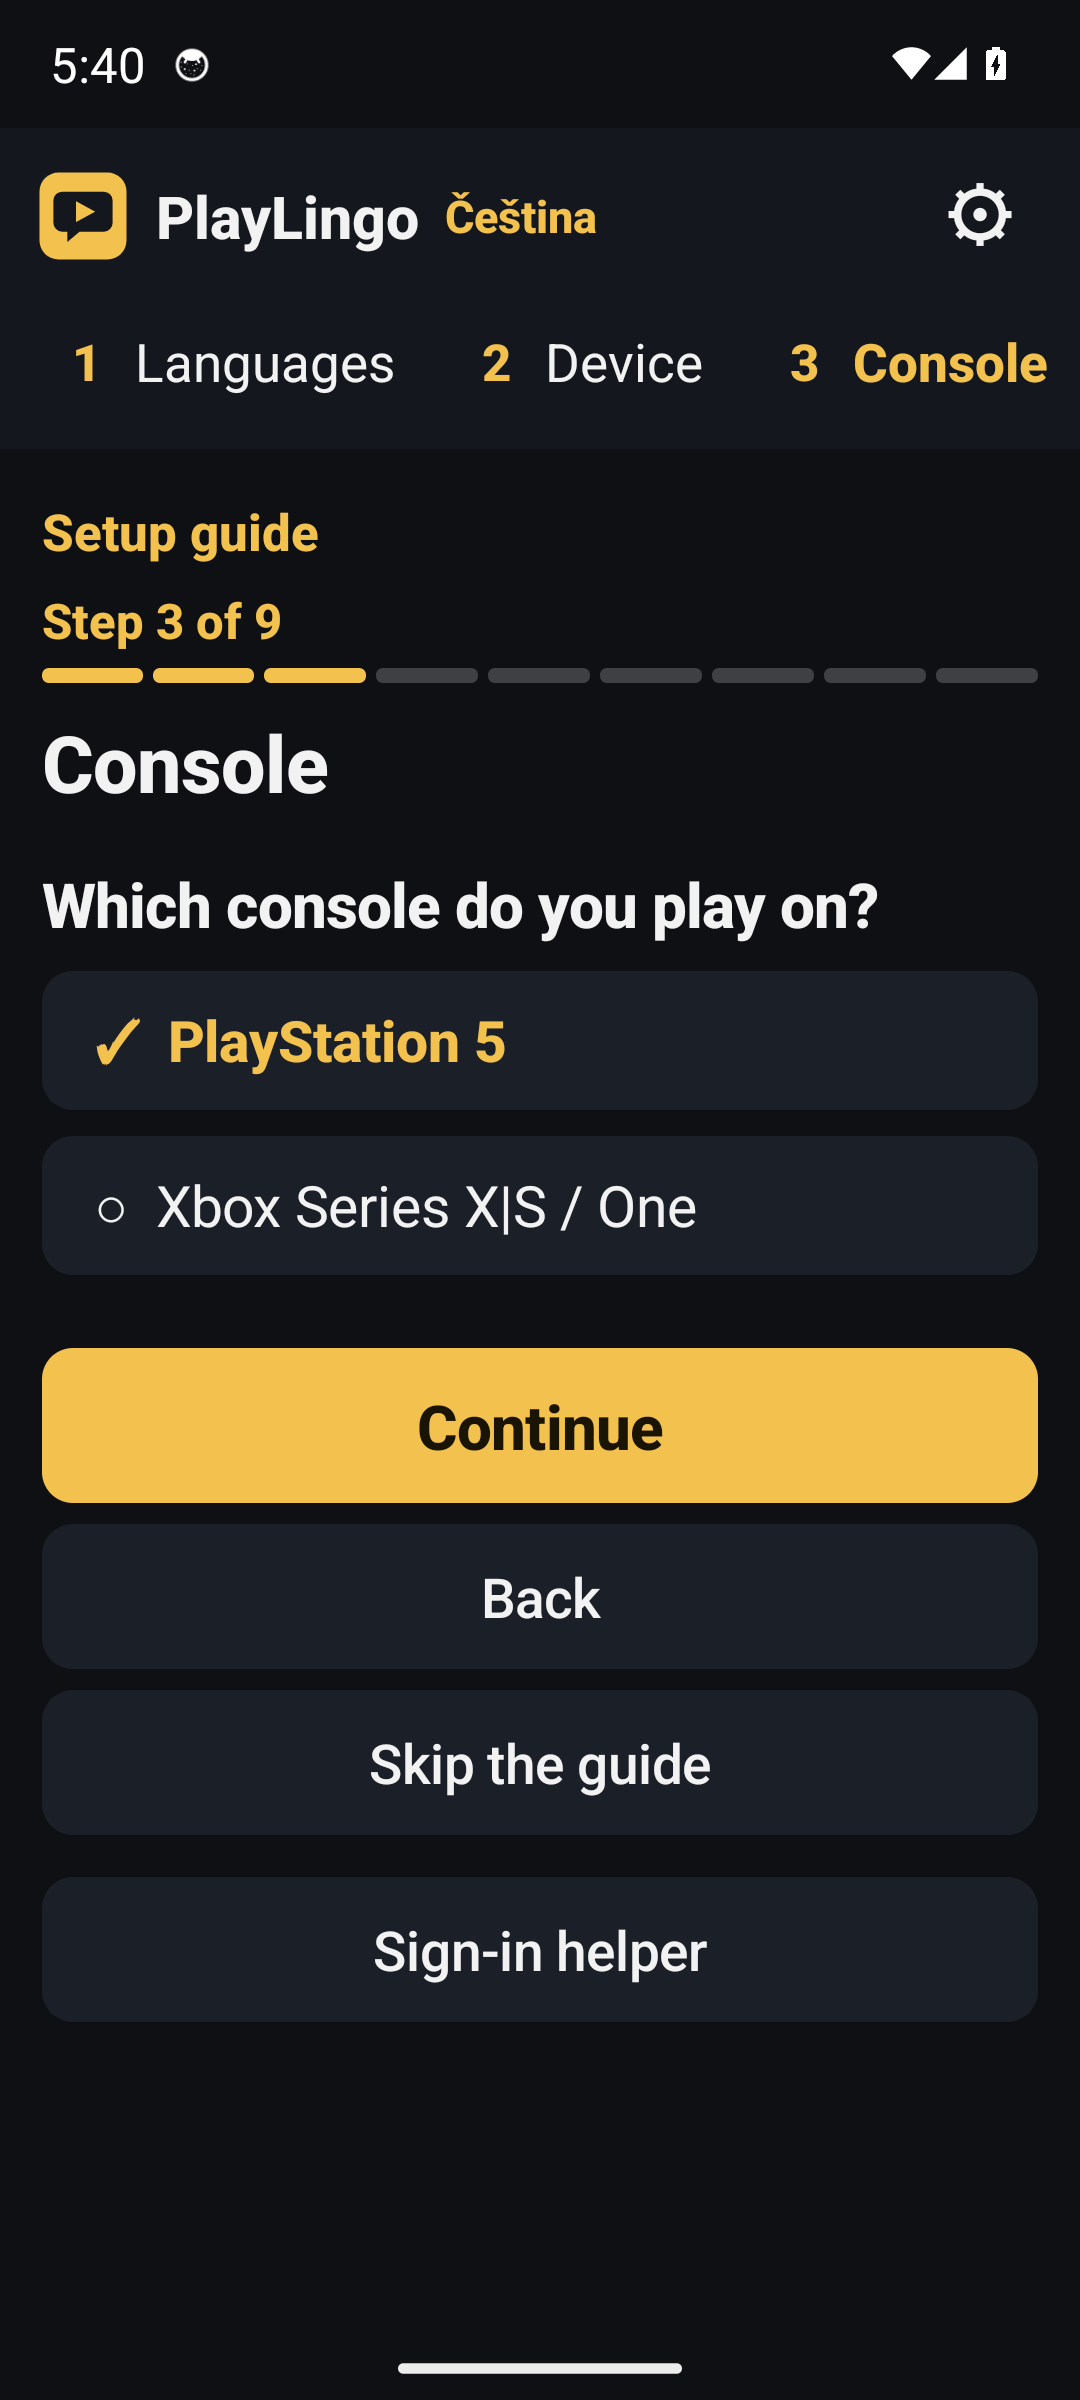 5:40
PlayLingo Čeština
1 Languages 2 Device 3 Console
Setup guide
Step 3 of 9
Console
Which console do you play on?
✓ PlayStation 5
○ Xbox Series X|S / One
Continue
Back
Skip the guide
Sign-in helper